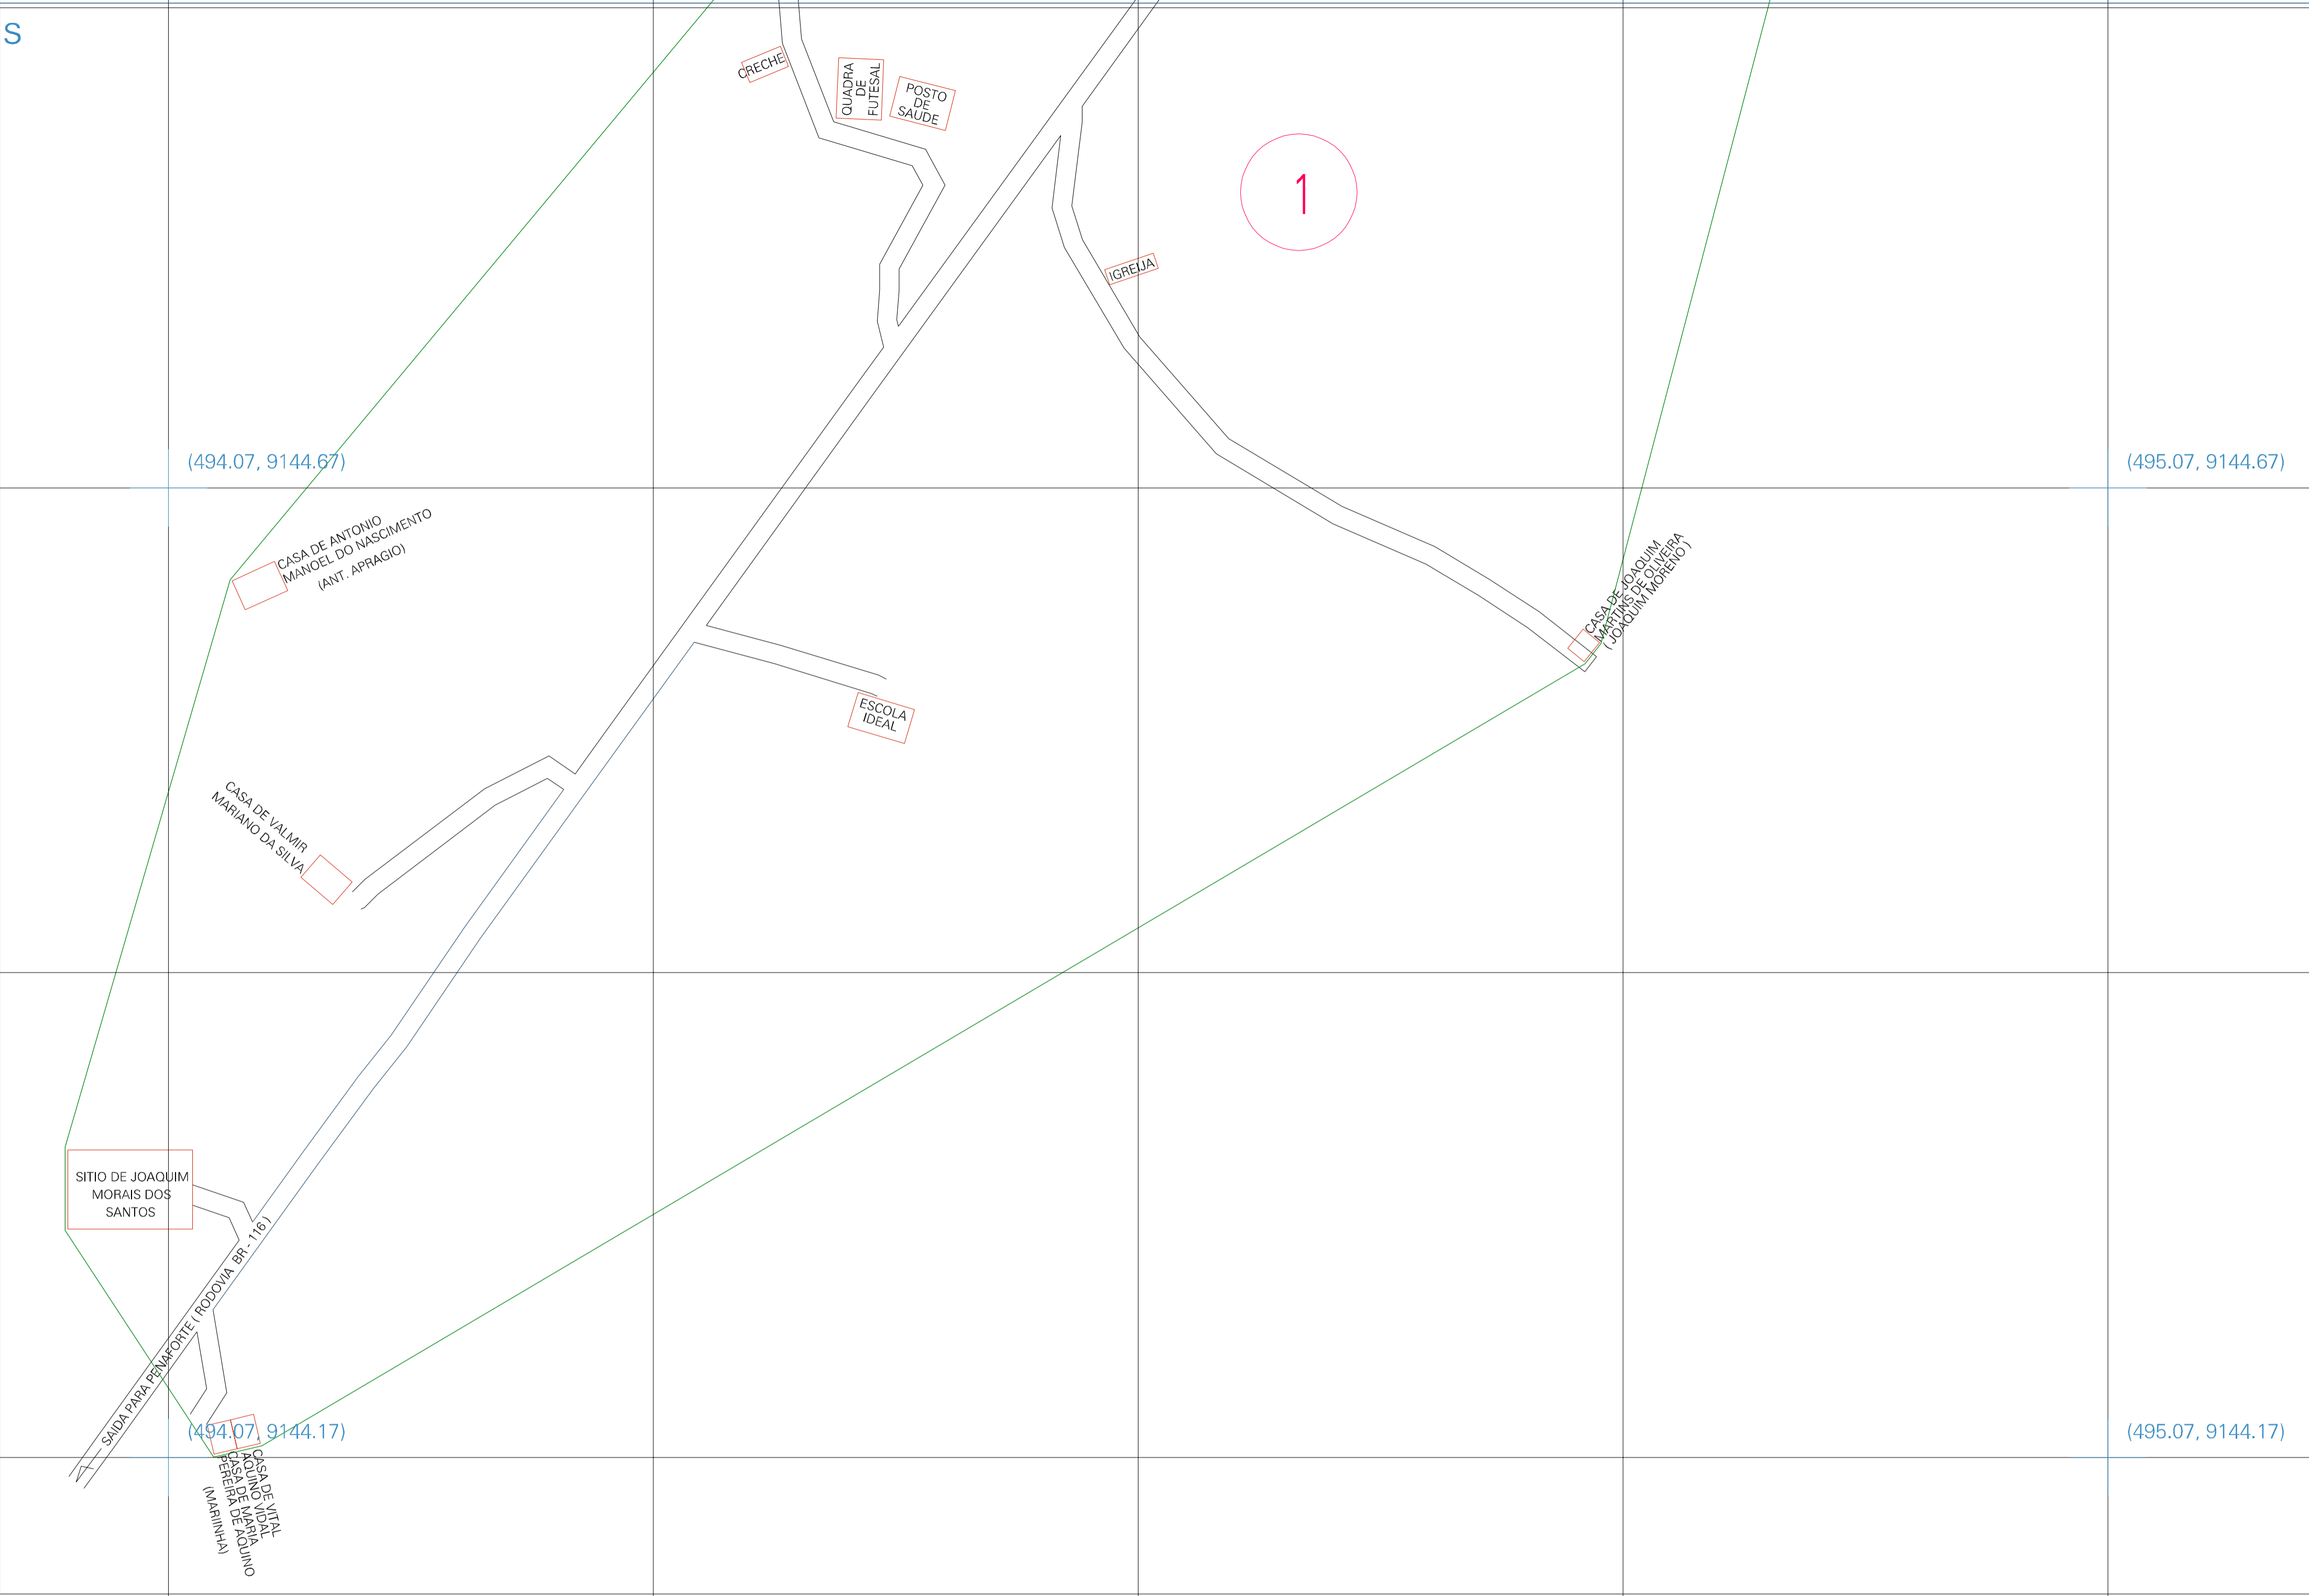 S
CRECHE
QUADRA
DE
FUTESAL
POSTO
DE
SAUDE
1
IGREIJA
(494.07, 9144.67)
(495.07, 9144.67)
CASA DE ANTONIO
MANOEL DO NASCIMENTO
(ANT. APRAGIO)
CASA DE JOAQUIM
MARTINS DE OLIVEIRA
( JOAQUIM MORENO )
ESCOLA
IDEAL
CASA DE VALMIR
MARIANO DA SILVA
SITIO DE JOAQUIM
MORAIS DOS
SANTOS
SAIDA PARA PENAFORTE ( RODOVIA BR - 116 )
(494.07, 9144.17)
(495.07, 9144.17)
CASA DE VITAL
AQUINO VIDAL
CASA DE MARIA
PEREIRA DE AQUINO
(MARIINHA)